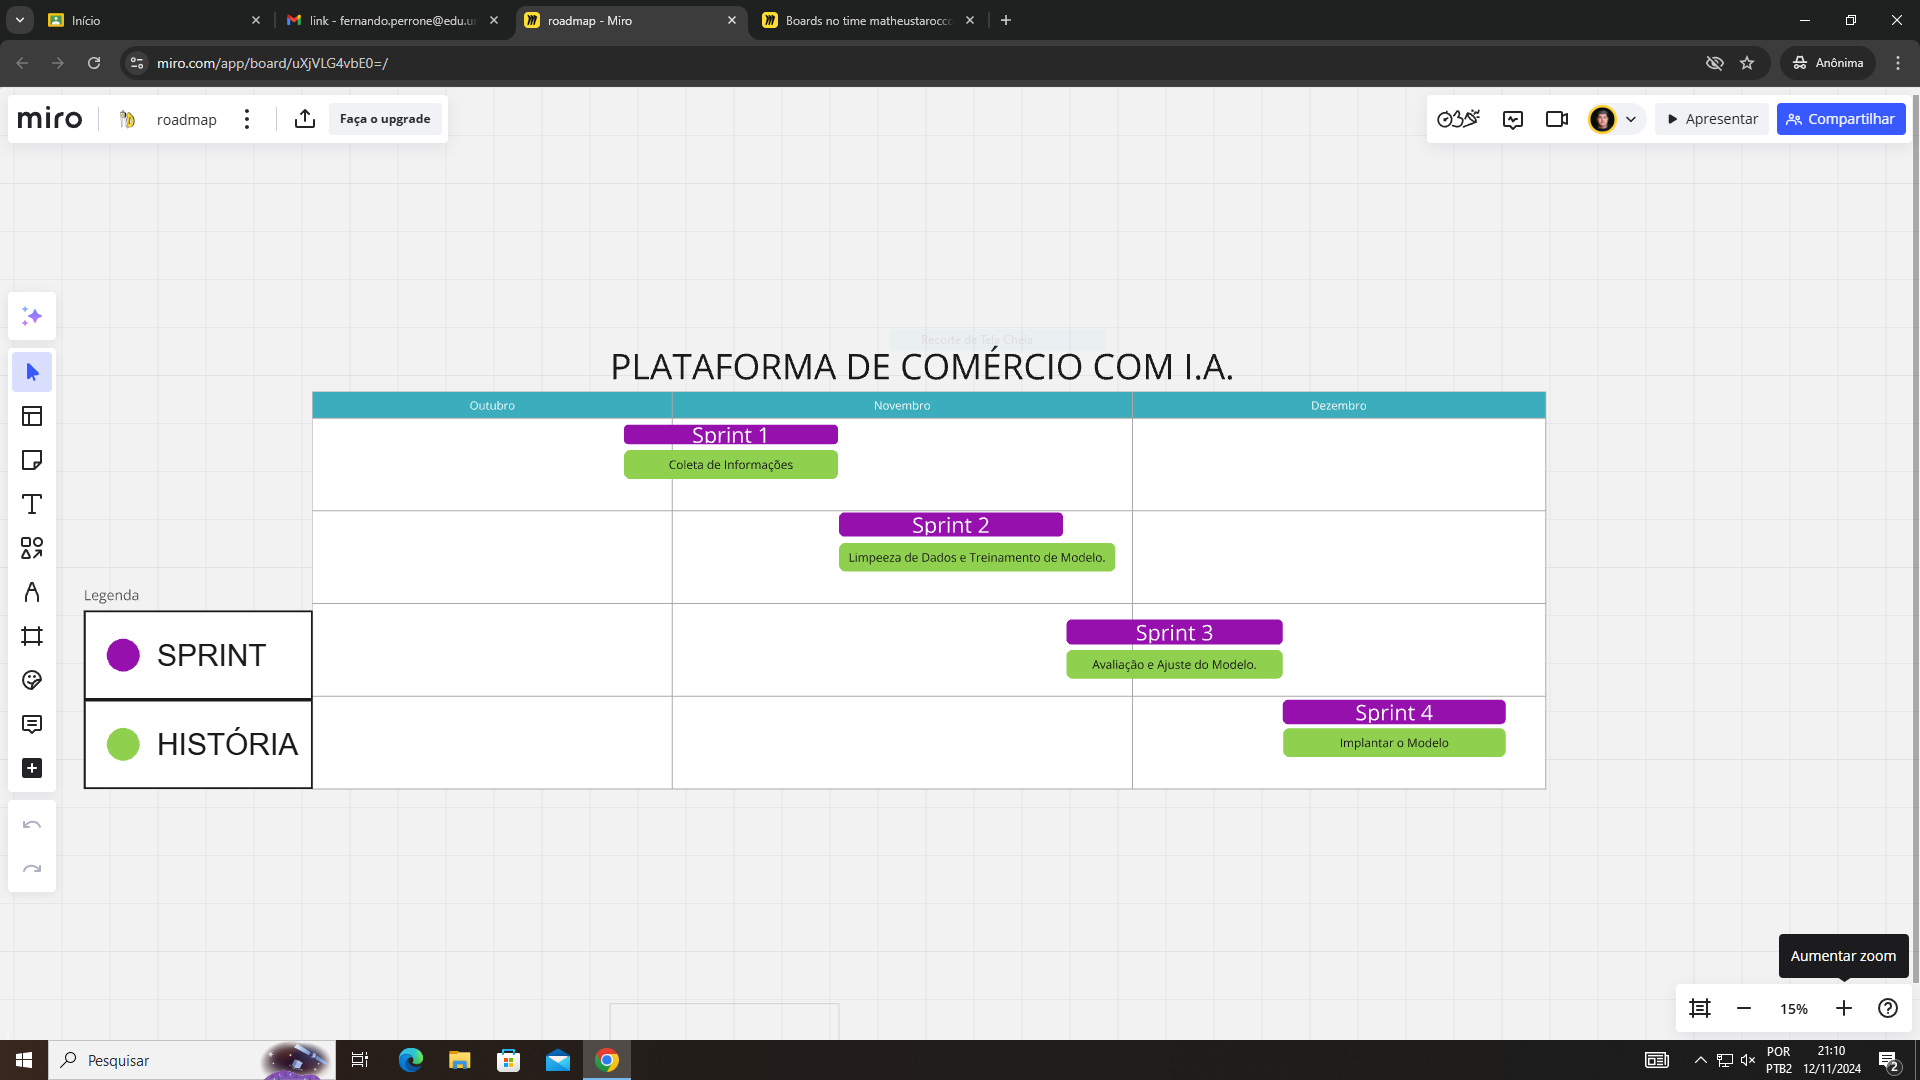 Início
link - fernando.perrone@edu.u
roadmap - Miro
Boards no time matheustarocco
miro.com/app/board/uXjVLG4vbE0=/
Anônima
miro
roadmap
Faça o upgrade
Apresentar
Compartilhar
Recorte de Tela Cheia
PLATAFORMA DE COMÉRCIO COM I.A.
Outubro
Novembro
Dezembro
Sprint 1
Coleta de Informações
Sprint 2
Limpeeza de Dados e Treinamento de Modelo.
Legenda
SPRINT
Sprint 3
Avaliação e Ajuste do Modelo.
HISTÓRIA
Sprint 4
Implantar o Modelo
Aumentar zoom
15%
Pesquisar
POR
PTB2
21:10
12/11/2024
2